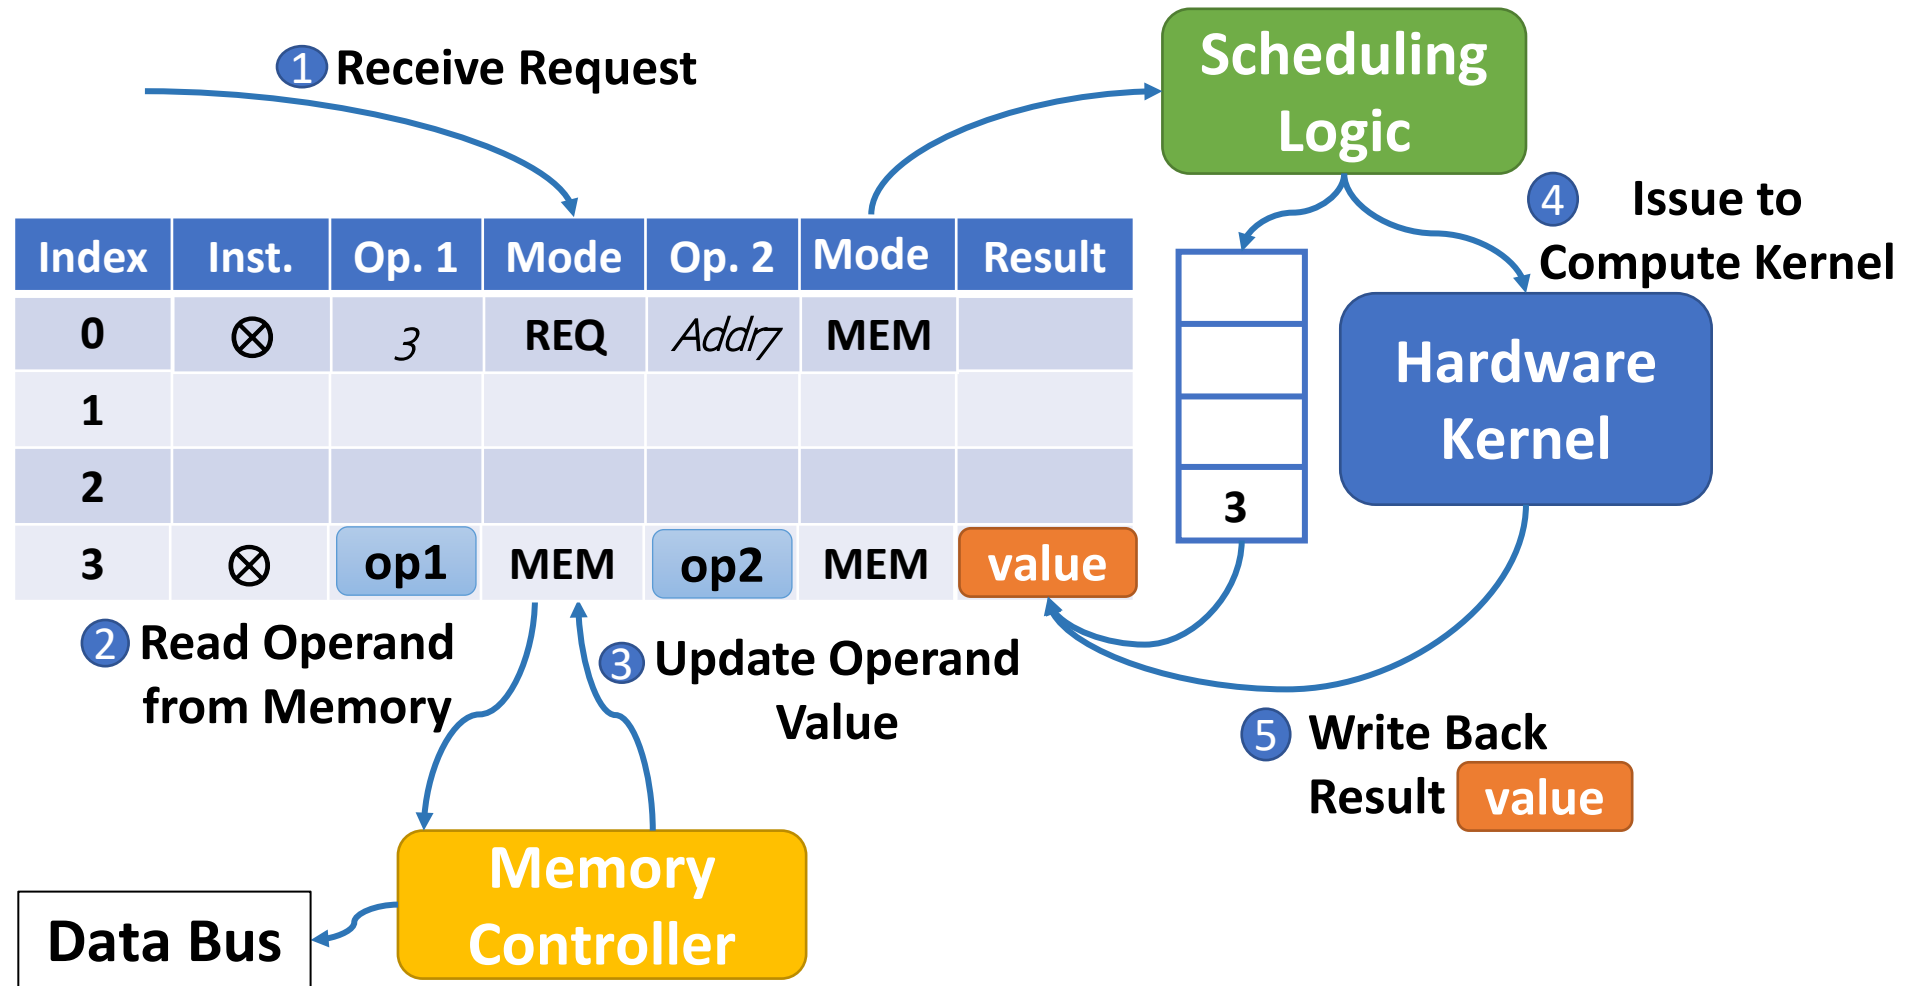 1 Receive Request
Scheduling
Logic
4 Issue to
Compute Kernel
Index Inst. Op. 1 Mode Op. 2 Mode Result
0 ⊗ 3 REQ Addr7 MEM
1
2
3 ⊗ op1 MEM op2 MEM value
3
Hardware
Kernel
2 Read Operand
from Memory
3 Update Operand
Value
5 Write Back
Result value
Memory
Controller
Data Bus